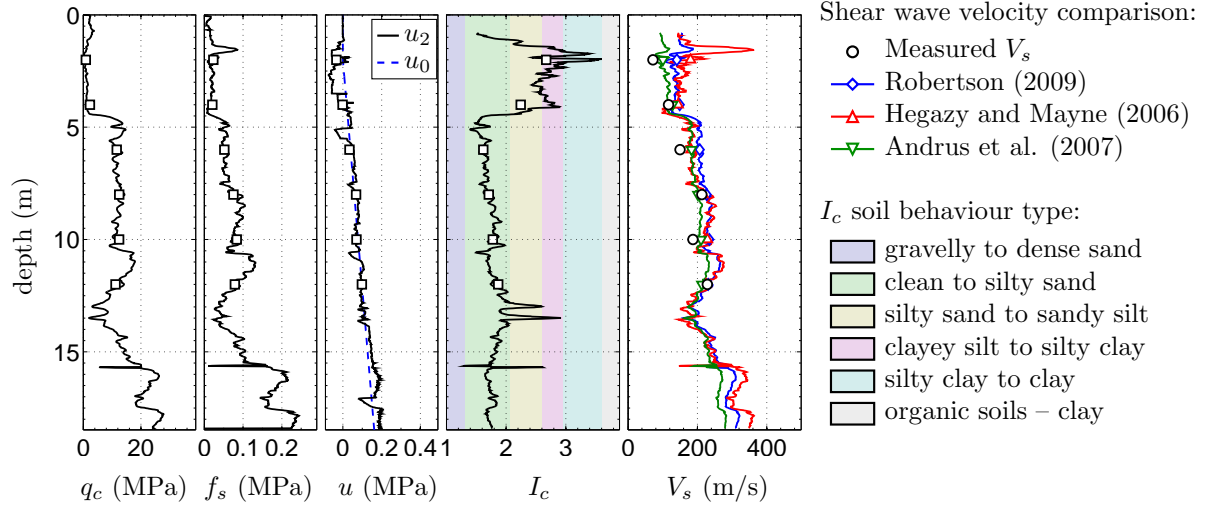 0
5
10
15
depth (m)
0
20
40
q_c (MPa)
0
0.1
0.2
f_s (MPa)
u_2
u_0
0
0.2
0.4
u (MPa)
1
2
3
4
I_c
0
200
400
V_s (m/s)
Shear wave velocity comparison:
Measured V_s
Robertson (2009)
Hegazy and Mayne (2006)
Andrus et al. (2007)
I_c soil behaviour type:
gravelly to dense sand
clean to silty sand
silty sand to sandy silt
clayey silt to silty clay
silty clay to clay
organic soils – clay